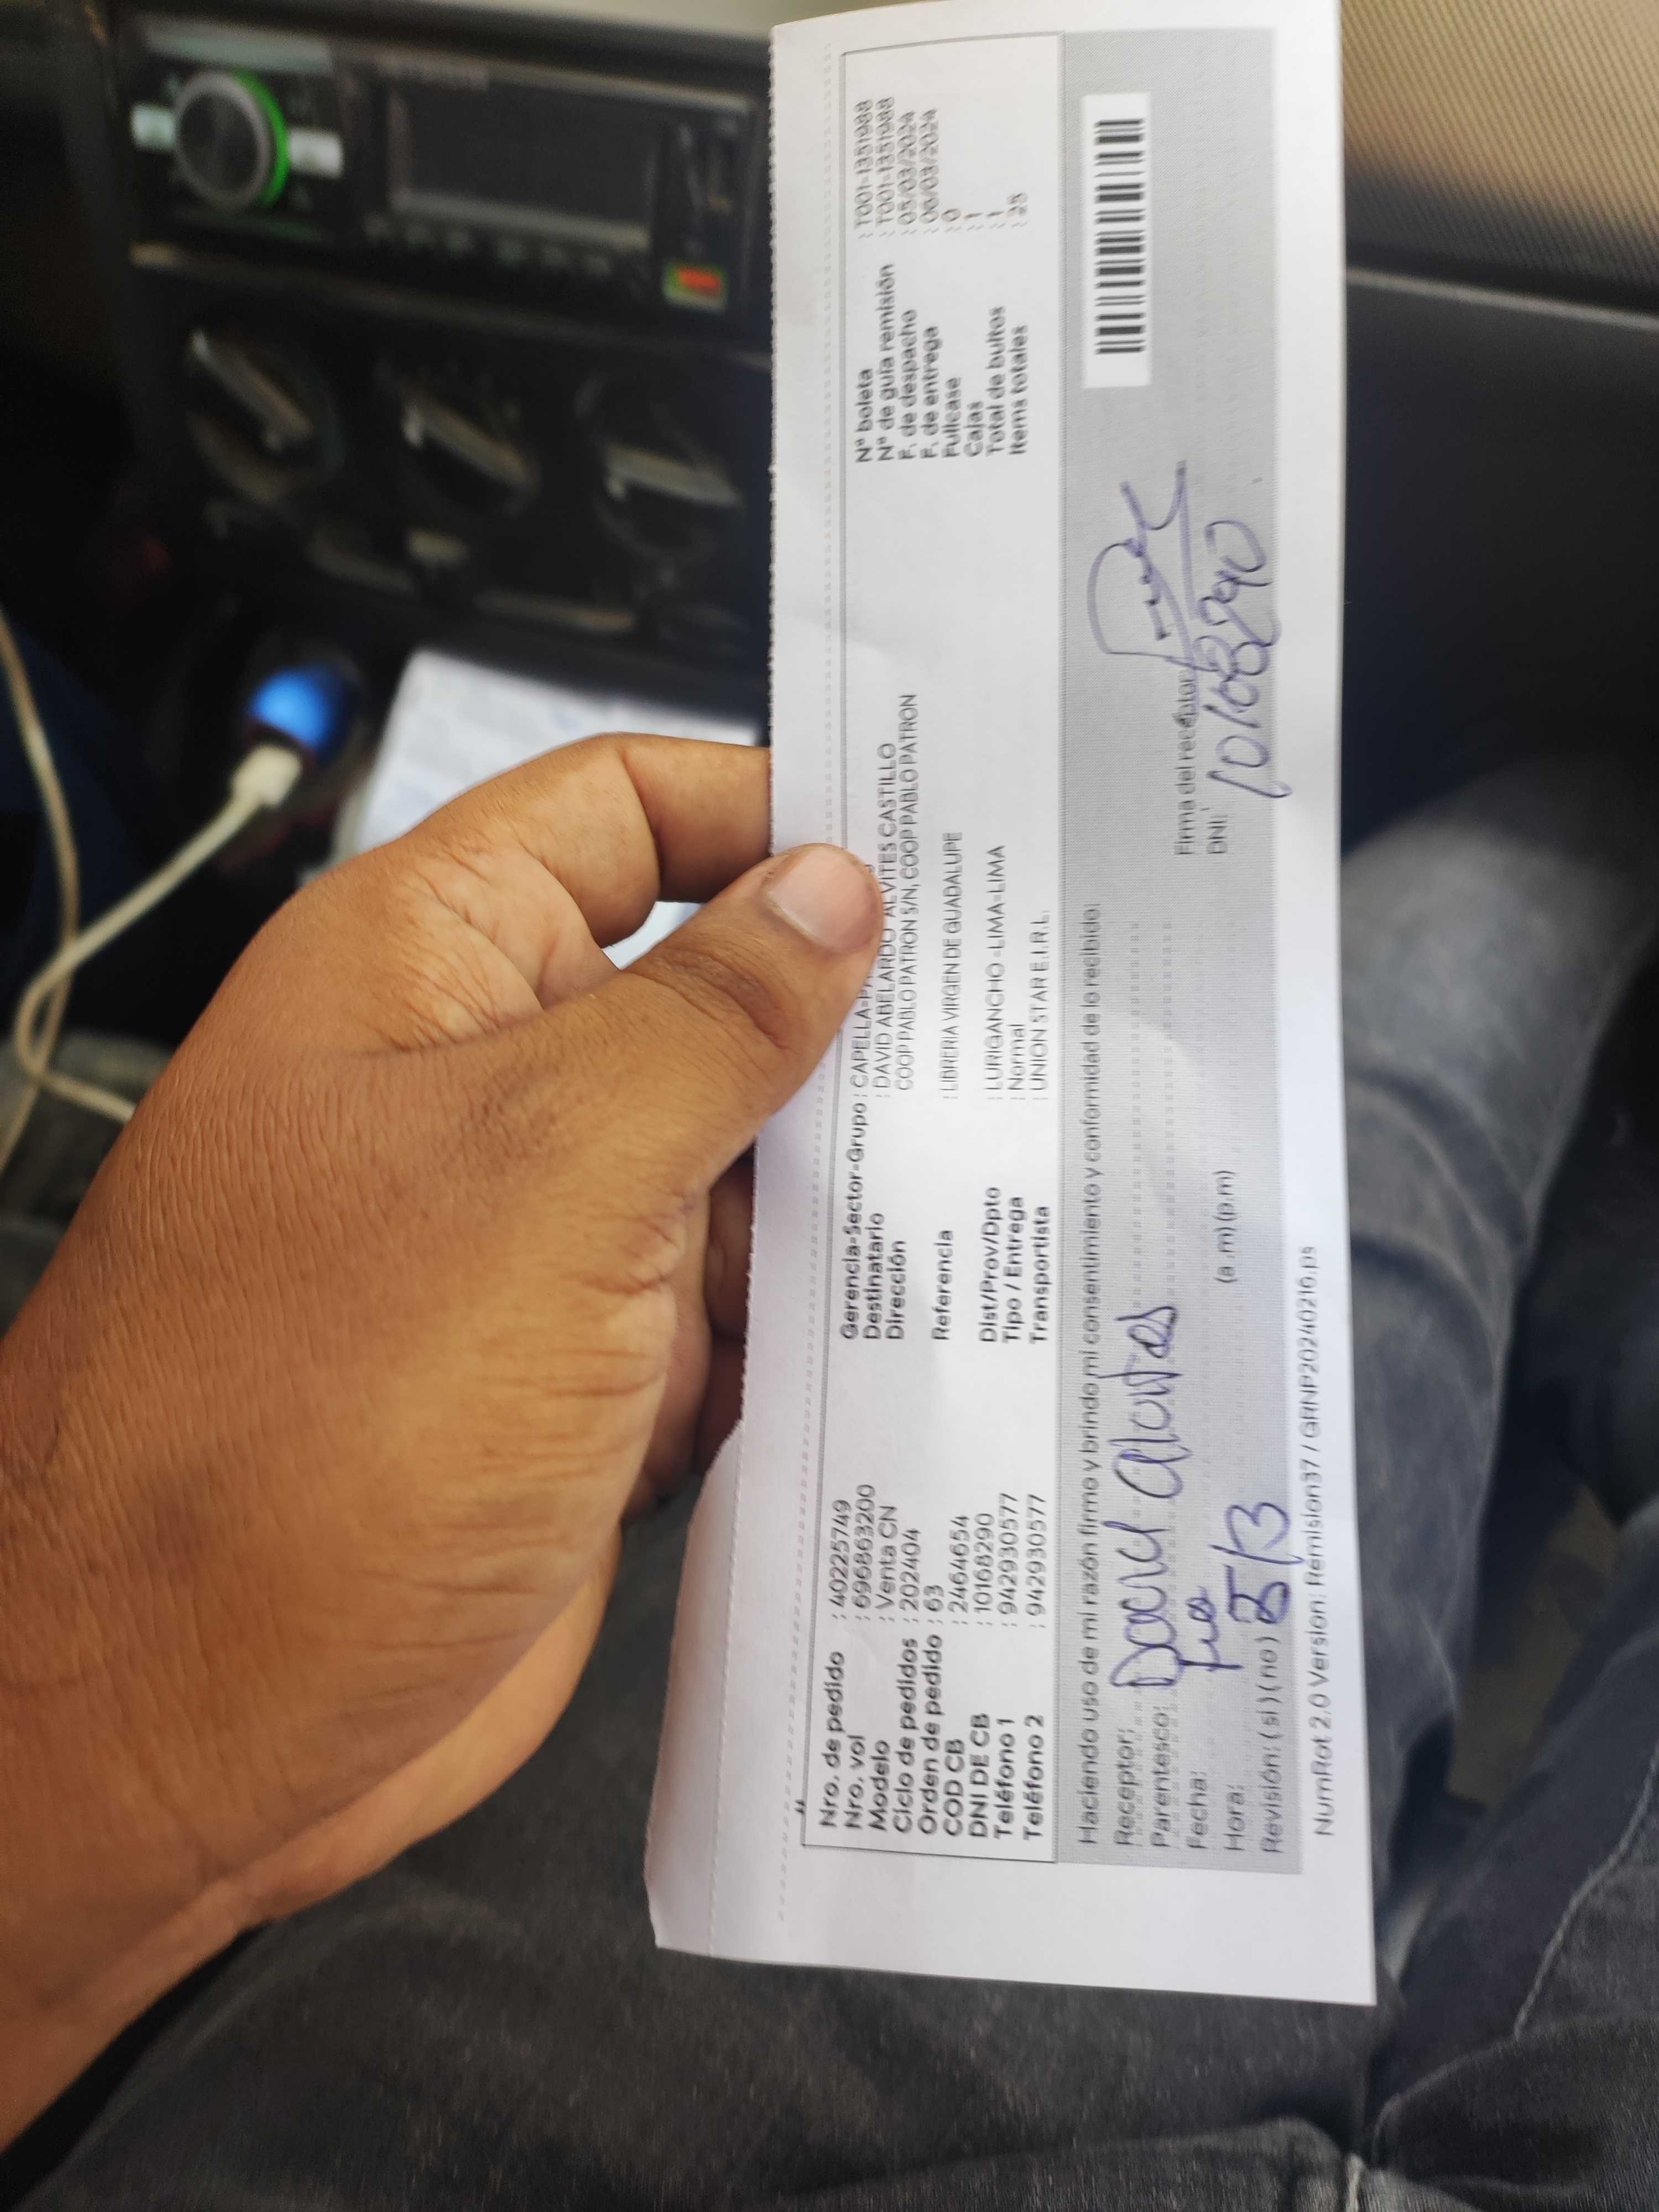 Nro. de pedido : 40225749
Nro. vol : 696863200
Modelo : Venta CN
Ciclo de pedidos : 202404
Orden de pedido : 63
COD CB : 2464654
DNI DE CB : 10168290
Teléfono 1 : 942930577
Teléfono 2 : 942930577
Gerencia-Sector-Grupo : CAPELLA-
Destinatario : DAVID ABELARDO ALVITES CASTILLO
Dirección COOP PABLO PATRON S/N, COOP PABLO PATRON
Referencia : LIBRERIA VIRGEN DE GUADALUPE
Dist/Prov/Dpto : LURIGANCHO-LIMA-LIMA
Tipo / Entrega : Normal
Transportista : UNION STAR E.I.R.L.
N° boleta : T001-1351988
N° de guía remisión : T001-1351988
F. de despacho : 05/03/2024
F. de entrega : 06/03/2024
Fullcase : 0
Cajas : 1
Total de bultos : 1
Items totales : 25
Haciendo uso de mi razón firmo y brindo mi consentimiento y conformidad de lo recibido:
Receptor: David
Parentesco:
Fecha:
Hora: (a.m) (p.m)
Revisión: (si) (no)
Firma del receptor
DNI: 10168290
NumRot 2.0 Version: Remision37 / GRNP20240216.ps